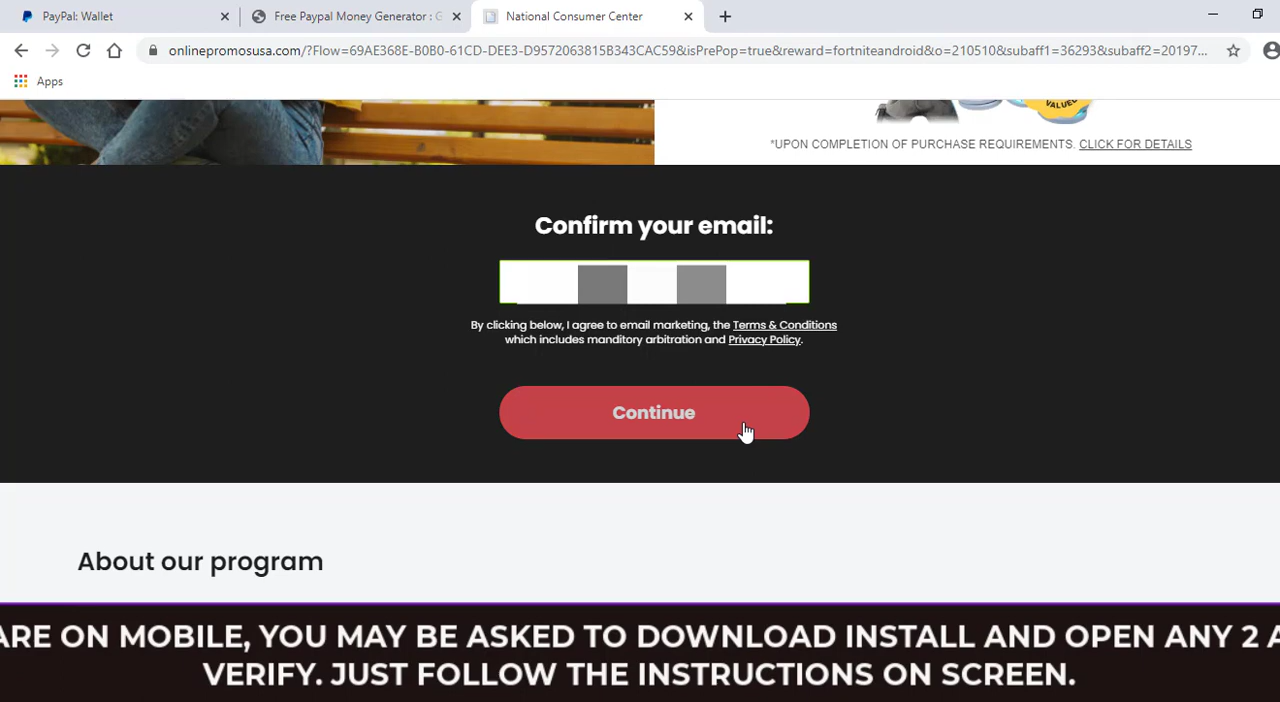 PayPal: Wallet
Free Paypal Money Generator : G
National Consumer Center
onlinepromosusa.com/?Flow=69AE368E-B0B0-61CD-DEE3-D9572063815B343CAC59&isPrePop=true&reward=fortniteandroid&o=210510&subaff1=36293&subaff2=20197...
Apps
VALUED
*UPON COMPLETION OF PURCHASE REQUIREMENTS. CLICK FOR DETAILS
Confirm your email:
By clicking below, I agree to email marketing, the Terms & Conditions
which includes manditory arbitration and Privacy Policy.
Continue
About our program
ARE ON MOBILE, YOU MAY BE ASKED TO DOWNLOAD INSTALL AND OPEN ANY 2 A
VERIFY. JUST FOLLOW THE INSTRUCTIONS ON SCREEN.